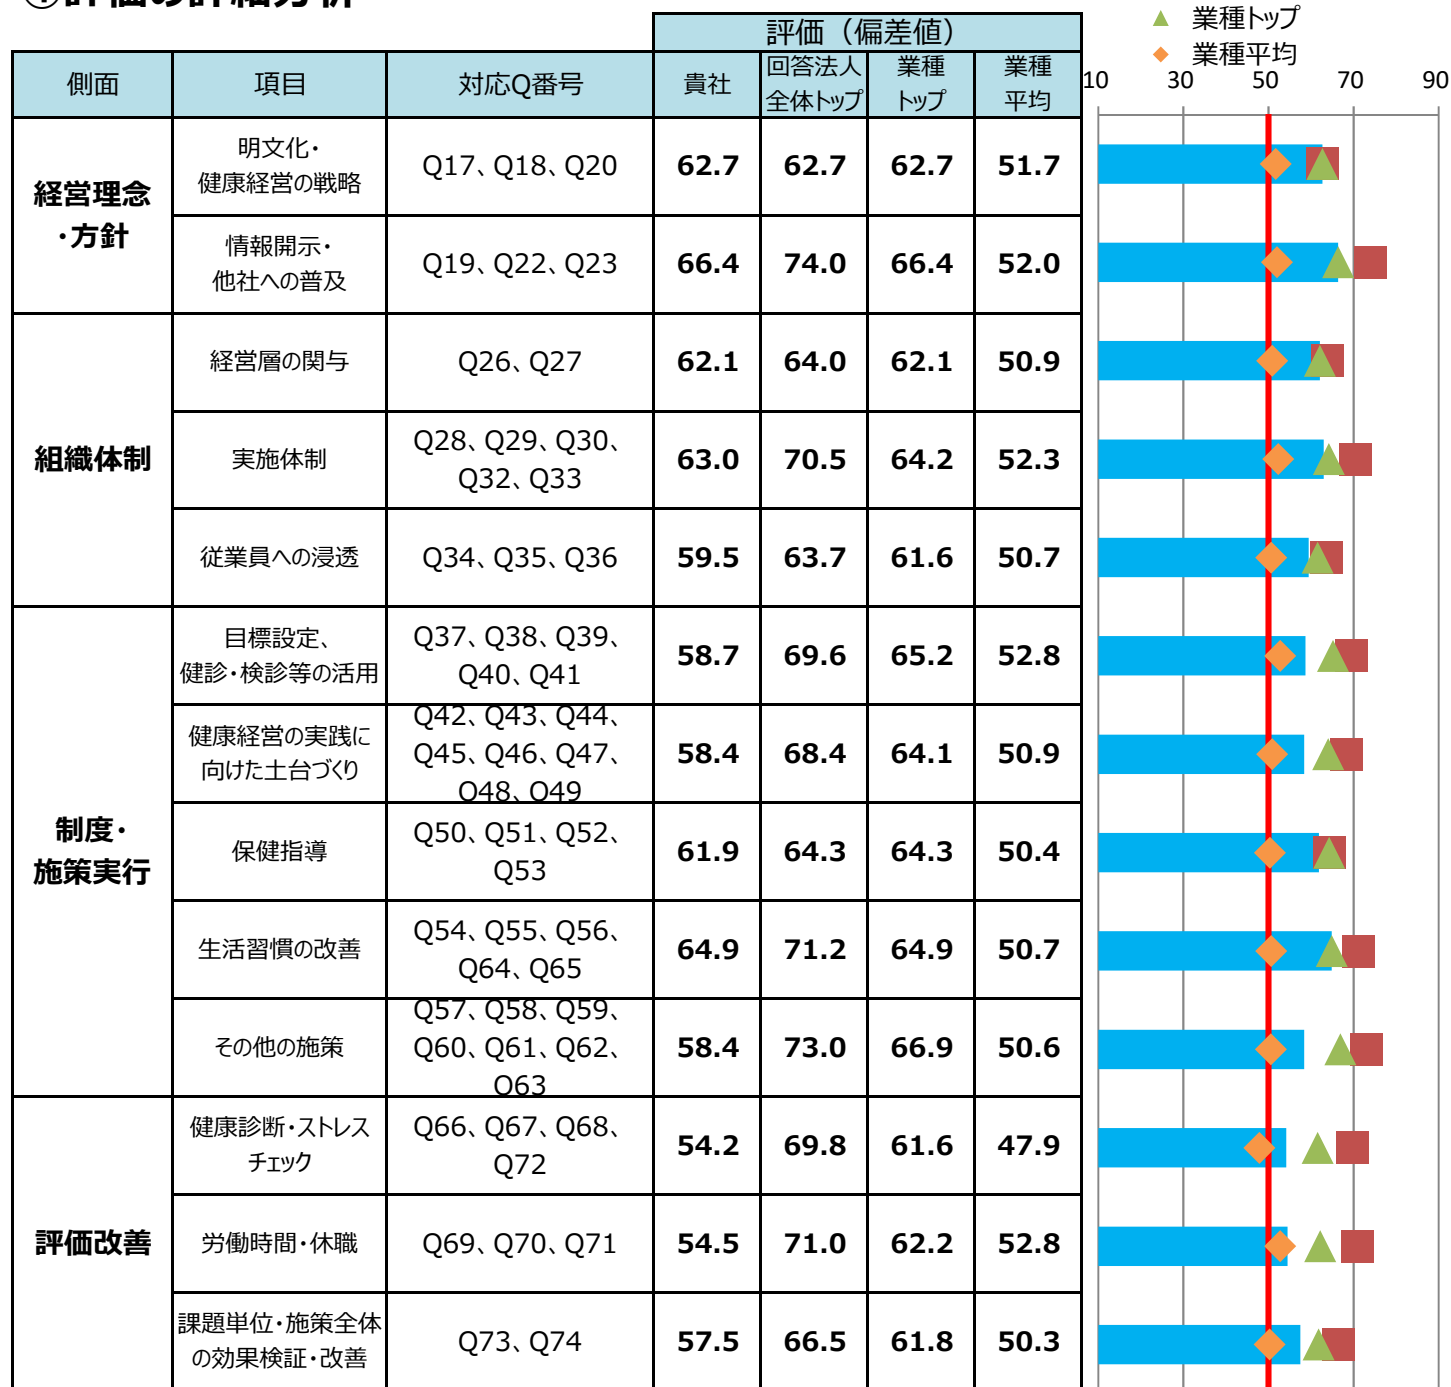 ①評価の詳細分析
業種トップ
業種平均
評価（偏差値）
側面 項目 対応Q番号 貴社 回答法人 業種 業種
全体トップ トップ 平均
10 30 50 70 90
経営理念
・方針
明文化・
健康経営の戦略
Q17、Q18、Q20 62.7 62.7 62.7 51.7
情報開示・
他社への普及
Q19、Q22、Q23 66.4 74.0 66.4 52.0
組織体制
経営層の関与 Q26、Q27 62.1 64.0 62.1 50.9
実施体制
Q28、Q29、Q30、
Q32、Q33
63.0 70.5 64.2 52.3
従業員への浸透 Q34、Q35、Q36 59.5 63.7 61.6 50.7
制度・
施策実行
目標設定、
健診・検診等の活用
Q37、Q38、Q39、
Q40、Q41
58.7 69.6 65.2 52.8
健康経営の実践に
向けた土台づくり
Q42、Q43、Q44、
Q45、Q46、Q47、
Q48、Q49
58.4 68.4 64.1 50.9
保健指導
Q50、Q51、Q52、
Q53
61.9 64.3 64.3 50.4
生活習慣の改善
Q54、Q55、Q56、
Q64、Q65
64.9 71.2 64.9 50.7
その他の施策
Q57、Q58、Q59、
Q60、Q61、Q62、
Q63
58.4 73.0 66.9 50.6
評価改善
健康診断・ストレス
チェック
Q66、Q67、Q68、
Q72
54.2 69.8 61.6 47.9
労働時間・休職 Q69、Q70、Q71 54.5 71.0 62.2 52.8
課題単位・施策全体
の効果検証・改善
Q73、Q74 57.5 66.5 61.8 50.3